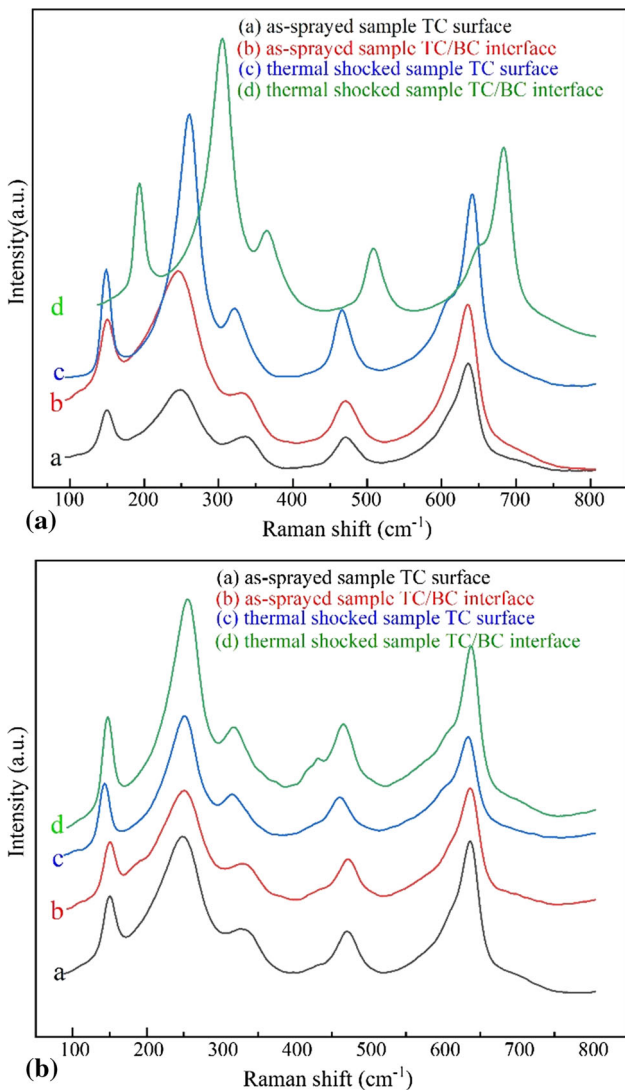 (a) as-sprayed sample TC surface
(b) as-sprayed sample TC/BC interface
(c) thermal shocked sample TC surface
(d) thermal shocked sample TC/BC interface
Intensity(a.u.)
d
c
b
a
100 200 300 400 500 600 700 800
(a)
Raman shift (cm⁻¹)
(a) as-sprayed sample TC surface
(b) as-sprayed sample TC/BC interface
(c) thermal shocked sample TC surface
(d) thermal shocked sample TC/BC interface
Intensity (a.u.)
d
c
b
a
100 200 300 400 500 600 700 800
(b)
Raman shift (cm⁻¹)